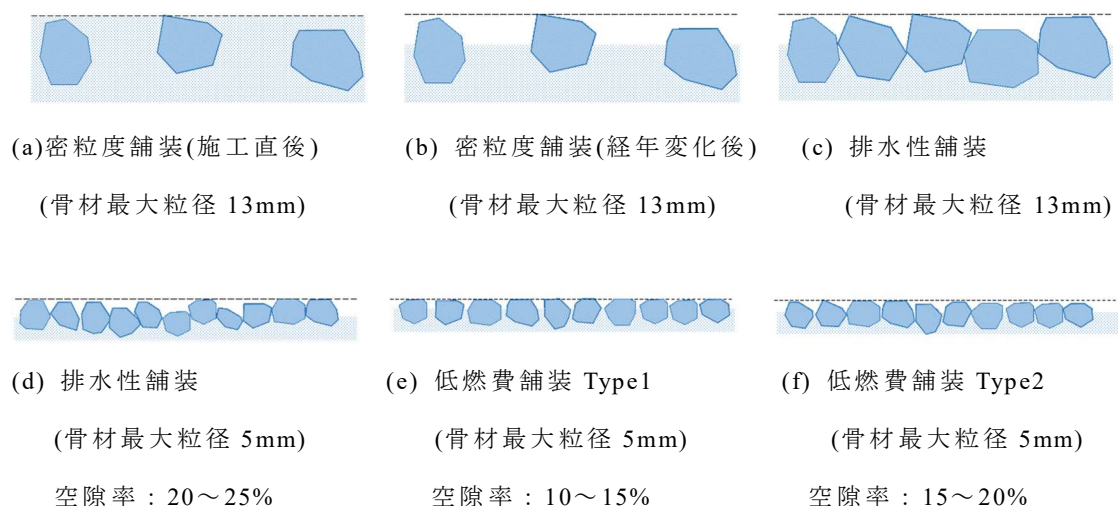 (a)密粒度舗装(施工直後)
(骨材最大粒径 13mm)
(b) 密粒度舗装(経年変化後)
(骨材最大粒径 13mm)
(c) 排水性舗装
(骨材最大粒径 13mm)
(d) 排水性舗装
(骨材最大粒径 5mm)
空隙率：20～25%
(e) 低燃費舗装 Type1
(骨材最大粒径 5mm)
空隙率：10～15%
(f) 低燃費舗装 Type2
(骨材最大粒径 5mm)
空隙率：15～20%